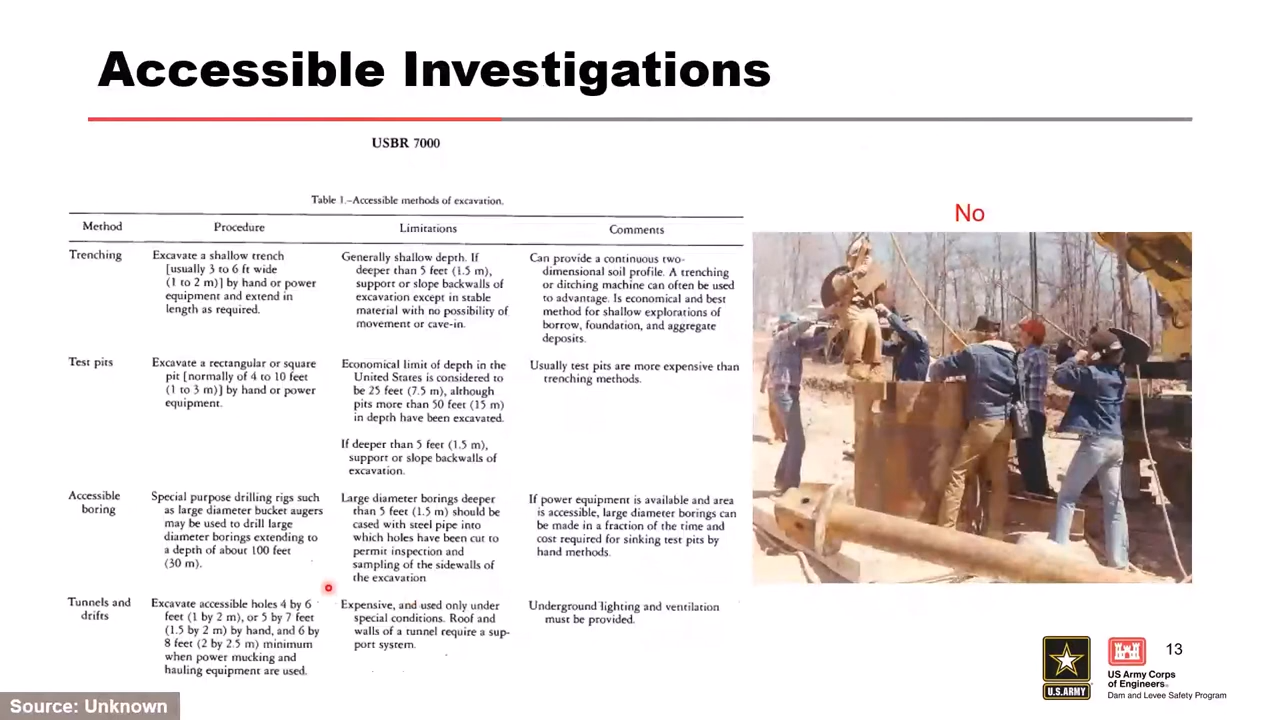 Accessible Investigations
USBR 7000
Table 1.–Accessible methods of excavation.
Method
Procedure
Limitations
Comments
Trenching
Excavate a shallow trench
[usually 3 to 6 ft wide
(1 to 2 m)] by hand or power
equipment and extend in
length as required.
Generally shallow depth. If
deeper than 5 feet (1.5 m),
support or slope backwalls of
excavation except in stable
material with no possibility of
movement or cave-in.
Can provide a continuous two-
dimensional soil profile. A trenching
or ditching machine can often be used
to advantage. Is economical and best
method for shallow explorations of
borrow, foundation, and aggregate
deposits.
Test pits
Excavate a rectangular or square
pit [normally of 4 to 10 feet
(1 to 3 m)] by hand or power
equipment.
Economical limit of depth in the
United States is considered to
be 25 feet (7.5 m), although
pits more than 50 feet (15 m)
in depth have been excavated.
If deeper than 5 feet (1.5 m),
support or slope backwalls of
excavation.
Usually test pits are more expensive than
trenching methods.
Accessible
boring
Special purpose drilling rigs such
as large diameter bucket augers
may be used to drill large
diameter borings extending to
a depth of about 100 feet
(30 m).
Large diameter borings deeper
than 5 feet (1.5 m) should be
cased with steel pipe into
which holes have been cut to
permit inspection and
sampling of the sidewalls of
the excavation
If power equipment is available and area
is accessible, large diameter borings can
be made in a fraction of the time and
cost required for sinking test pits by
hand methods.
Tunnels and
drifts
Excavate accessible holes 4 by 6
feet (1 by 2 m), or 5 by 7 feet
(1.5 by 2 m) by hand, and 6 by
8 feet (2 by 2.5 m) minimum
when power mucking and
hauling equipment are used.
Expensive, and used only under
special conditions. Roof and
walls of a tunnel require a sup-
port system.
Underground lighting and ventilation
must be provided.
No
U.S.ARMY
US Army Corps
of Engineers®
Dam and Levee Safety Program
13
Source: Unknown